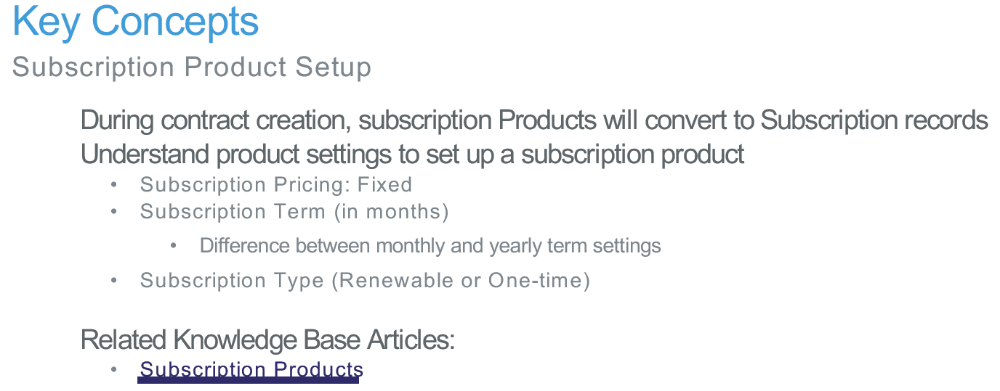 Key Concepts
Subscription Product Setup
During contract creation, subscription Products will convert to Subscription records
Understand product settings to set up a subscription product
• Subscription Pricing: Fixed
• Subscription Term (in months)
• Difference between monthly and yearly term settings
• Subscription Type (Renewable or One-time)
Related Knowledge Base Articles:
• Subscription Products